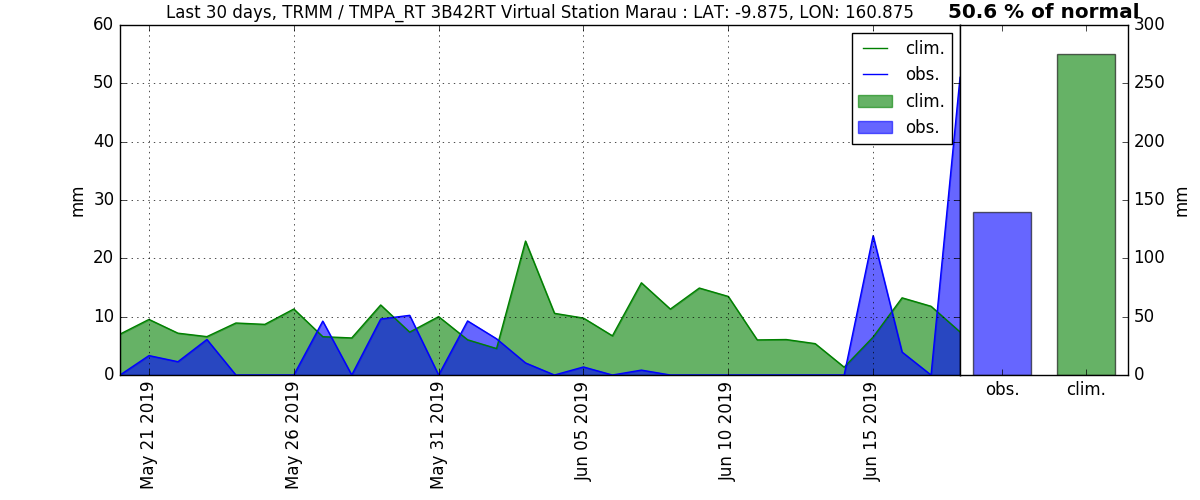 Last 30 days, TRMM / TMPA_RT 3B42RT Virtual Station Marau : LAT: -9.875, LON: 160.875
50.6 % of normal
clim.
obs.
clim.
obs.
mm
60
50
40
30
20
10
0
May 21 2019
May 26 2019
May 31 2019
Jun 05 2019
Jun 10 2019
Jun 15 2019
300
250
200
150
100
50
0
mm
obs.
clim.